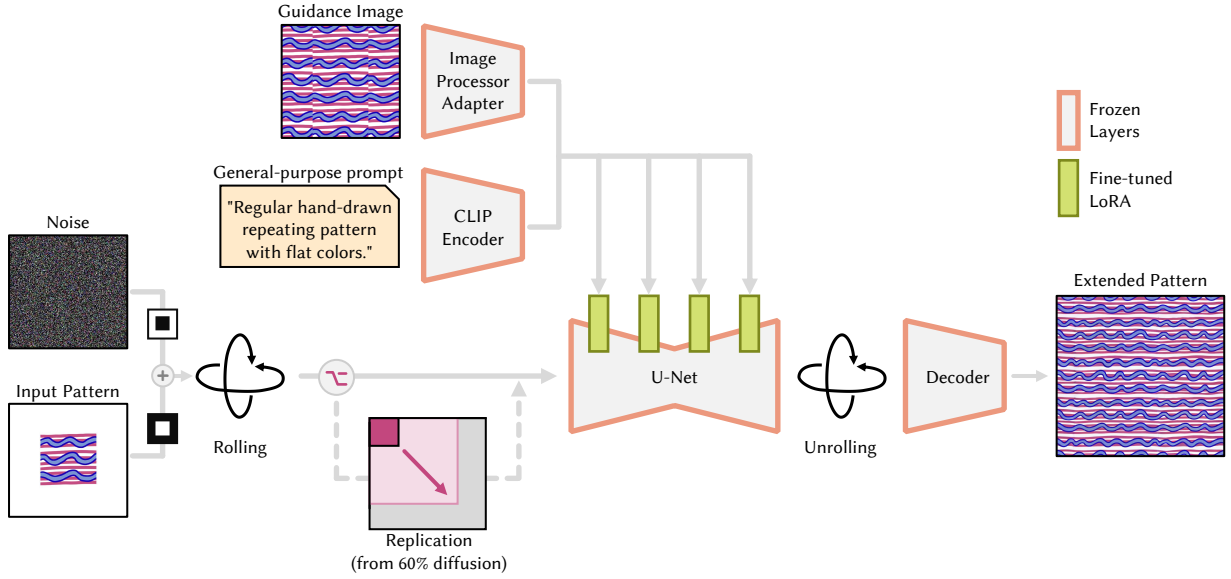 Guidance Image
Image
Processor
Adapter
Frozen
Layers
General-purpose prompt
"Regular hand-drawn
repeating pattern
with flat colors."
CLIP
Encoder
Fine-tuned
LoRA
Noise
Extended Pattern
+
Input Pattern
U-Net
Decoder
Rolling
Unrolling
Replication
(from 60% diffusion)